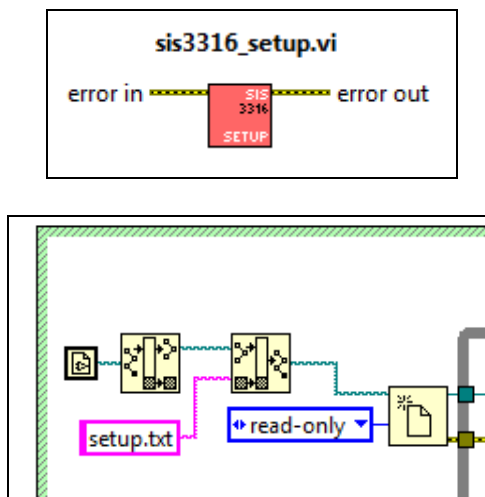 sis3316_setup.vi
error in
SIS
3316
SETUP
error out
setup.txt
read-only